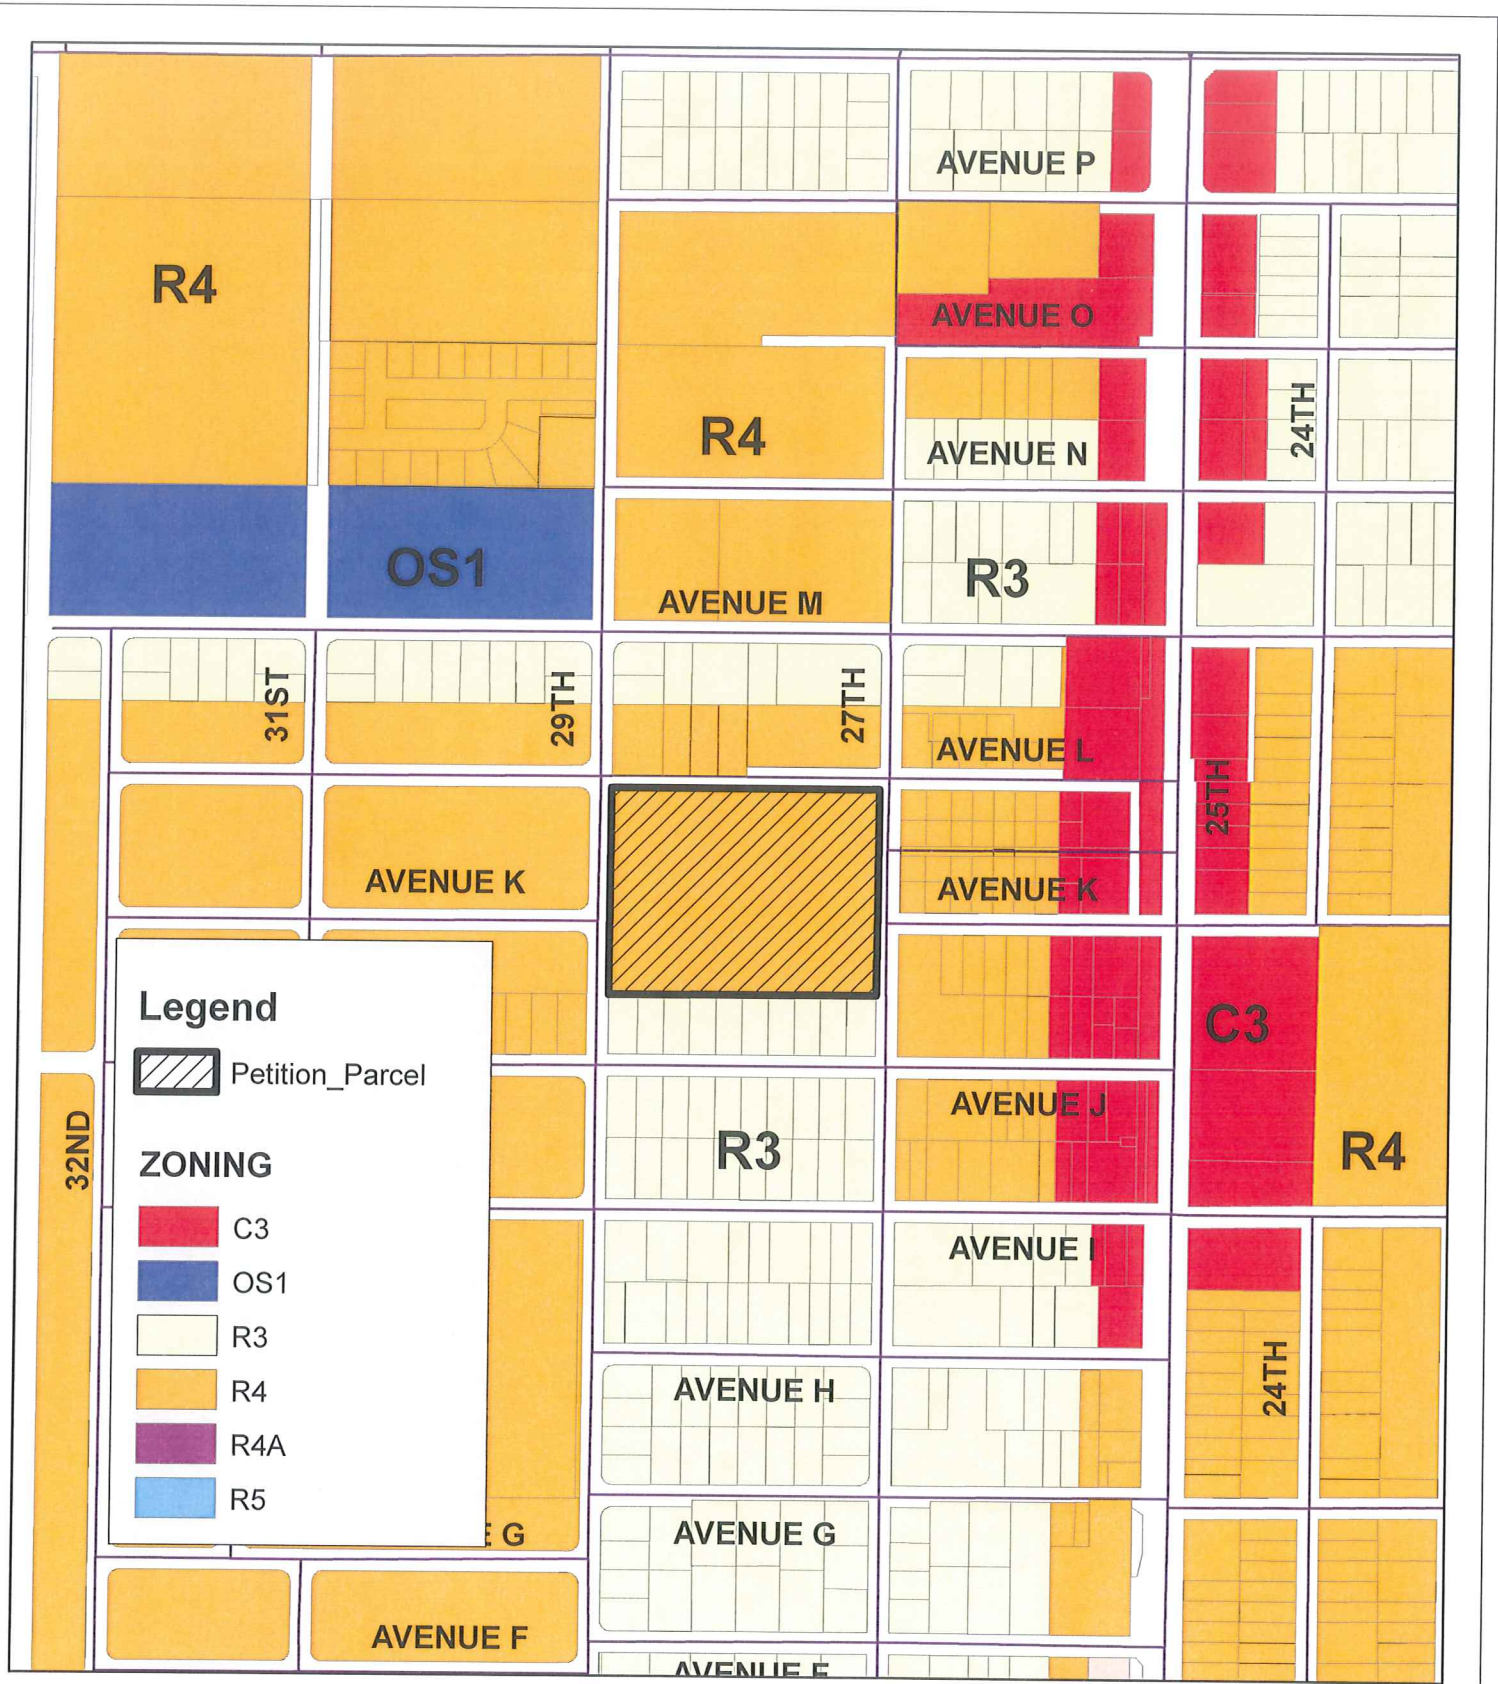 AVENUE P
R4
AVENUE O
R4
24TH
AVENUE N
OS1
R3
AVENUE M
31ST
29TH
27TH
AVENUE L
25TH
AVENUE K
AVENUE K
C3
Legend
Petition_Parcel
AVENUE J
32ND
R3
R4
ZONING
C3
OS1
R3
R4
R4A
R5
AVENUE I
24TH
AVENUE H
E G
AVENUE G
AVENUE F
AVENUE F